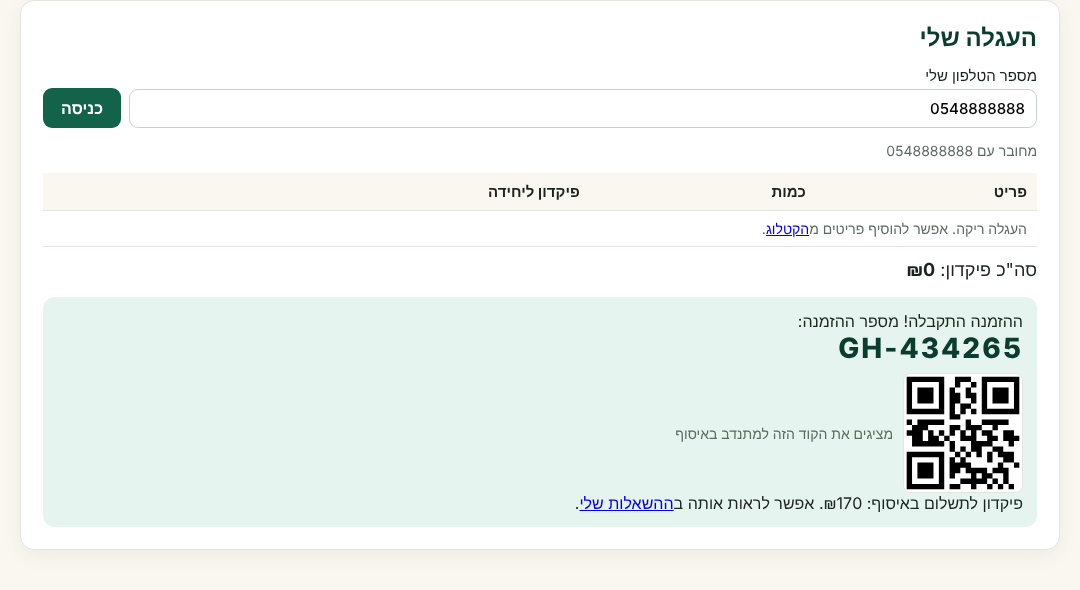 העגלה שלי
מספר הטלפון שלי
0548888888
כניסה
מחובר עם 0548888888
פריט כמות פיקדון ליחידה
העגלה ריקה. אפשר להוסיף פריטים מהקטלוג.
סה"כ פיקדון: ₪0
ההזמנה התקבלה! מספר ההזמנה:
GH-434265
מציגים את הקוד הזה למתנדב באיסוף
פיקדון לתשלום באיסוף: ₪170. אפשר לראות אותה בההשאלות שלי.